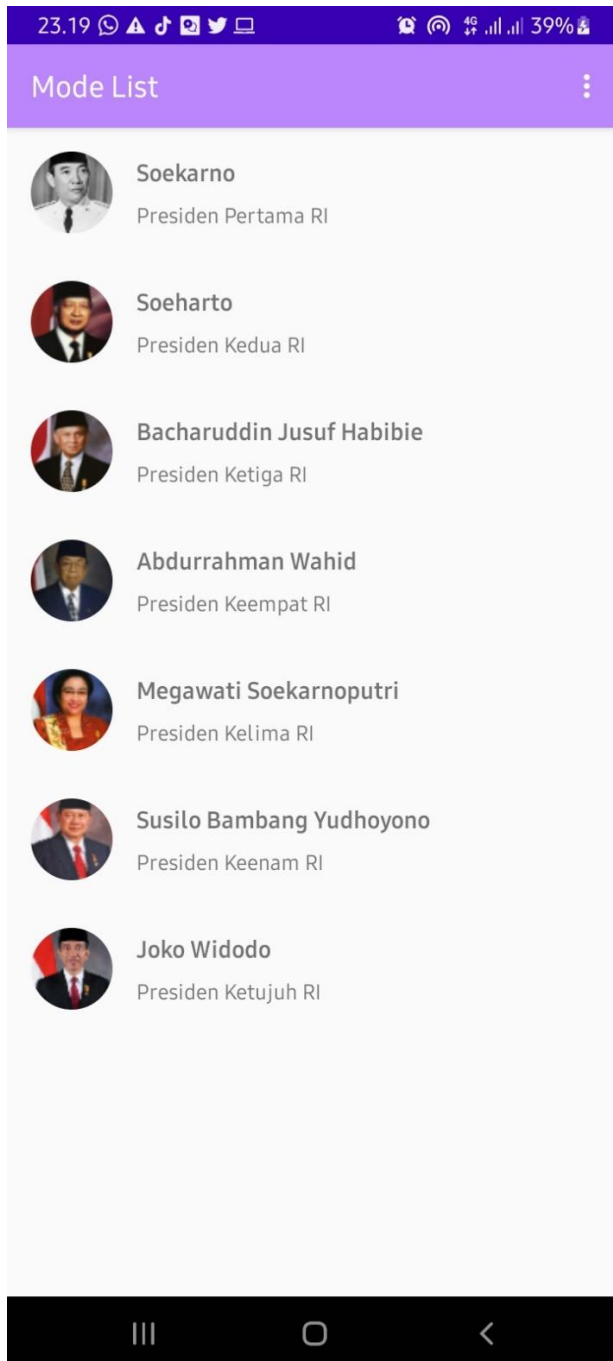 23.19
4G
39%
Mode List
Soekarno
Presiden Pertama RI
Soeharto
Presiden Kedua RI
Bacharuddin Jusuf Habibie
Presiden Ketiga RI
Abdurrahman Wahid
Presiden Keempat RI
Megawati Soekarnoputri
Presiden Kelima RI
Susilo Bambang Yudhoyono
Presiden Keenam RI
Joko Widodo
Presiden Ketujuh RI